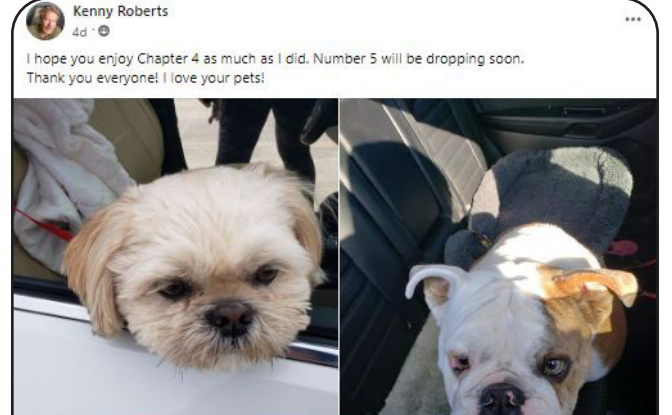 Kenny Roberts
4d ·
I hope you enjoy Chapter 4 as much as I did. Number 5 will be dropping soon.
Thank you everyone! I love your pets!